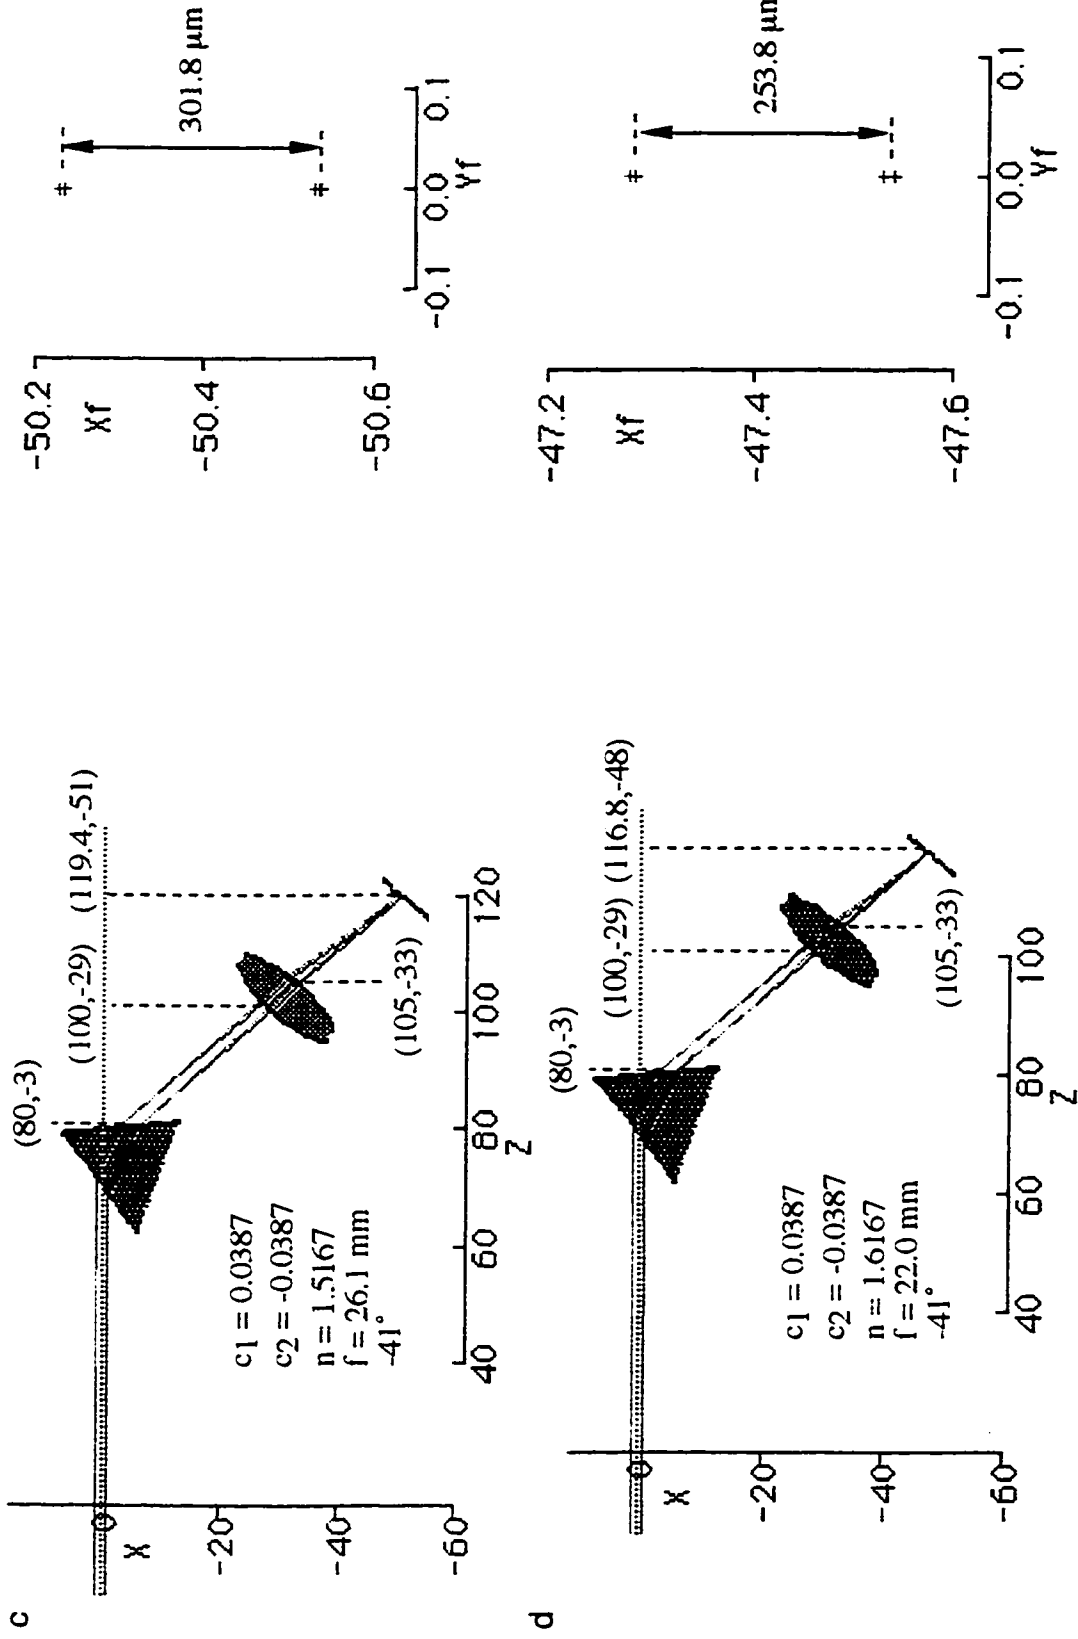 c
(80,-3)
(100,-29) (119.4,-51)
(105,-33)
c1 = 0.0387
c2 = -0.0387
n = 1.5167
f = 26.1 mm
-41°
0
X
-20
-40
-60
40 60 80 100 120
Z
-50.2
Xf
-50.4
-50.6
# ---
301.8 µm
# ---
-0.1 0.0 0.1
Yf
d
(80,-3)
(100,-29) (116.8,-48)
(105,-33)
c1 = 0.0387
c2 = -0.0387
n = 1.6167
f = 22.0 mm
-41°
0
X
-20
-40
-60
40 60 80 100
Z
-47.2
Xf
-47.4
-47.6
253.8 µm
-0.1 0.0 0.1
Yf